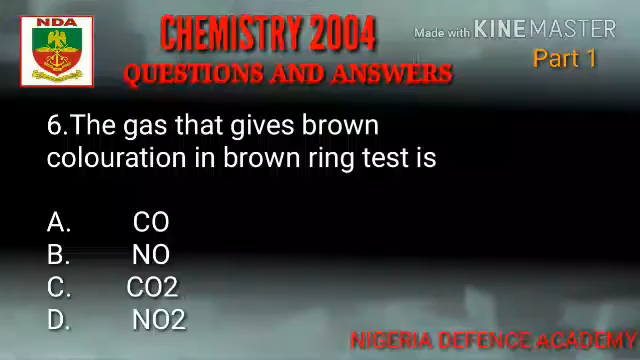 NDA
CHEMISTRY 2004
Made with KINEMASTER
QUESTIONS AND ANSWERS
Part 1
6.The gas that gives brown
colouration in brown ring test is
A. CO
B. NO
C. CO2
D. NO2
NIGERIA DEFENCE ACADEMY